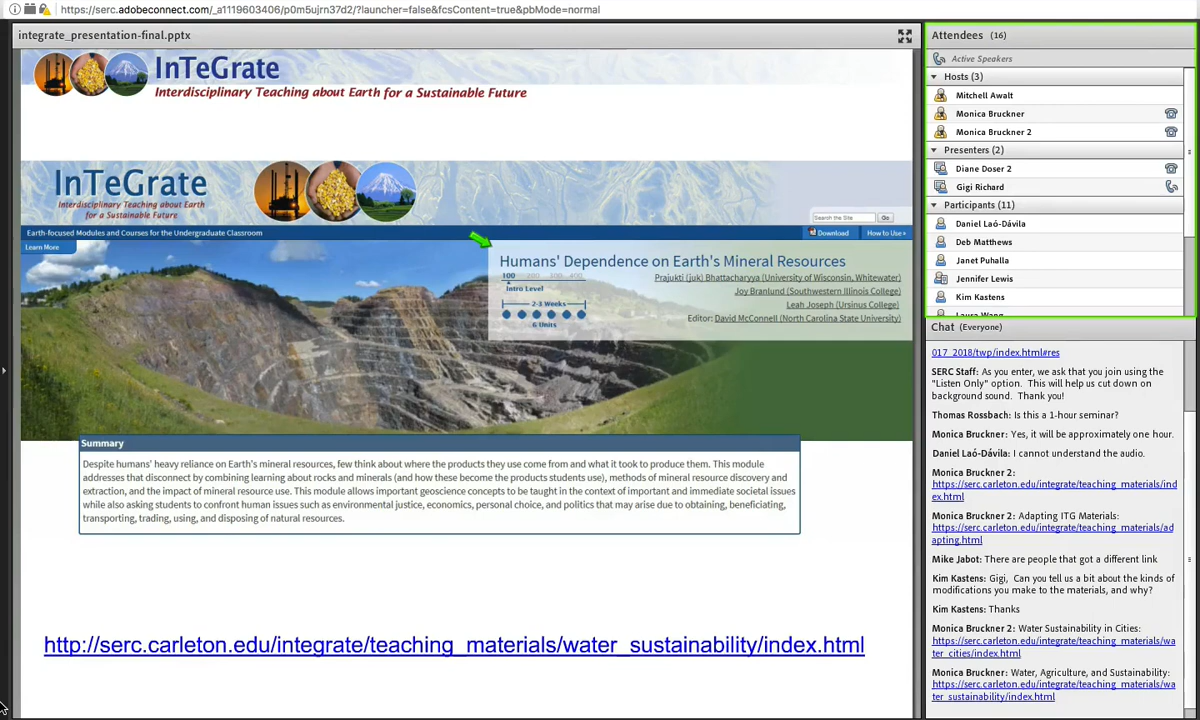 https://serc.adobeconnect.com/_a1119603406/p0m5ujrn37d2/?launcher=false&fcsContent=true&pbMode=normal
integrate_presentation-final.pptx
InTeGrate
Interdisciplinary Teaching about Earth for a Sustainable Future
InTeGrate
Interdisciplinary Teaching about Earth
for a Sustainable Future
Search the Site
Go
Earth-focused Modules and Courses for the Undergraduate Classroom
Download
How to Use »
Learn More
Humans' Dependence on Earth's Mineral Resources
100 200 300 400
Intro Level
2-3 Weeks
6 Units
Prajukti (juk) Bhattacharyya (University of Wisconsin, Whitewater)
Joy Branlund (Southwestern Illinois College)
Leah Joseph (Ursinus College)
Editor: David McConnell (North Carolina State University)
Summary
Despite humans' heavy reliance on Earth's mineral resources, few think about where the products they use come from and what it took to produce them. This module
addresses that disconnect by combining learning about rocks and minerals (and how these become the products students use), methods of mineral resource discovery and
extraction, and the impact of mineral resource use. This module allows important geoscience concepts to be taught in the context of important and immediate societal issues
while also asking students to confront human issues such as environmental justice, economics, personal choice, and politics that may arise due to obtaining, beneficiating,
transporting, trading, using, and disposing of natural resources.
http://serc.carleton.edu/integrate/teaching_materials/water_sustainability/index.html
Attendees (16)
Active Speakers
Hosts (3)
Mitchell Awalt
Monica Bruckner
Monica Bruckner 2
Presenters (2)
Diane Doser 2
Gigi Richard
Participants (11)
Daniel Laó-Dávila
Deb Matthews
Janet Puhalla
Jennifer Lewis
Kim Kastens
Laura Wang
Chat (Everyone)
017_2018/twp/index.html#res
SERC Staff: As you enter, we ask that you join using the
"Listen Only" option. This will help us cut down on
background sound. Thank you!
Thomas Rossbach: Is this a 1-hour seminar?
Monica Bruckner: Yes, it will be approximately one hour.
Daniel Laó-Dávila: I cannot understand the audio.
Monica Bruckner 2:
https://serc.carleton.edu/integrate/teaching_materials/ind
ex.html
Monica Bruckner 2: Adapting ITG Materials:
https://serc.carleton.edu/integrate/teaching_materials/ad
apting.html
Mike Jabot: There are people that got a different link
Kim Kastens: Gigi, Can you tell us a bit about the kinds of
modifications you make to the materials, and why?
Kim Kastens: Thanks
Monica Bruckner 2: Water Sustainability in Cities:
https://serc.carleton.edu/integrate/teaching_materials/wa
ter_cities/index.html
Monica Bruckner: Water, Agriculture, and Sustainability:
https://serc.carleton.edu/integrate/teaching_materials/wa
ter_sustainability/index.html